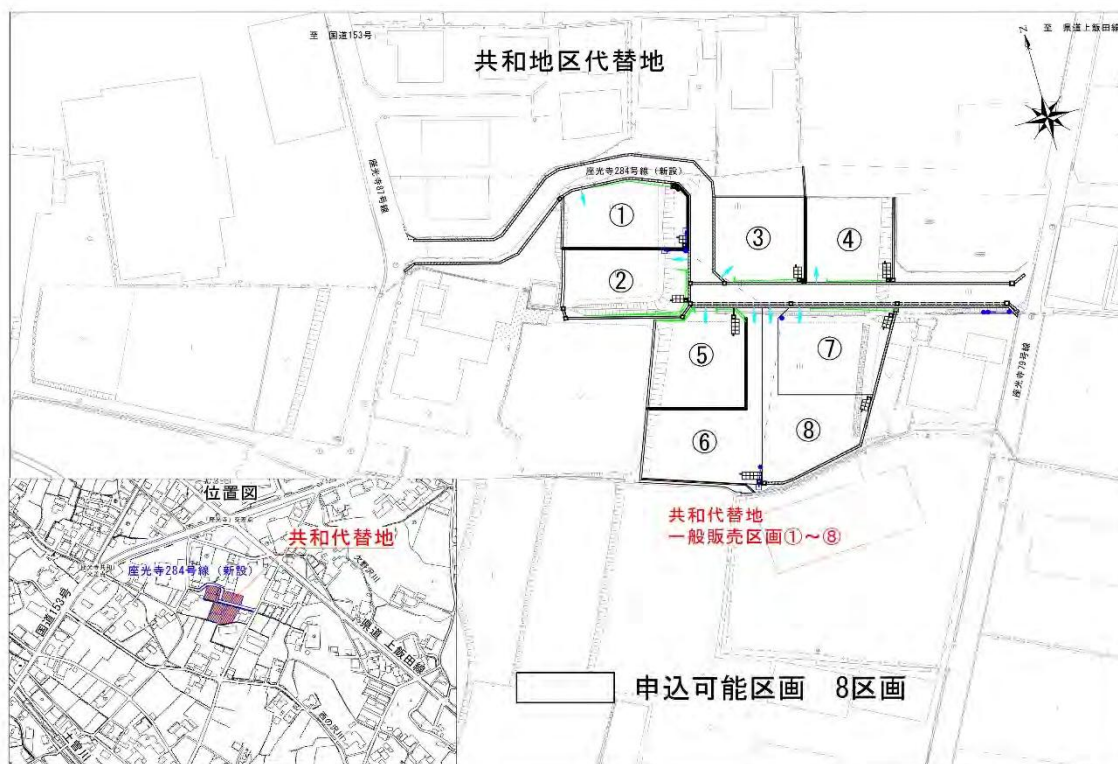 至 国道153号
至 県道上飯田線
共和地区代替地
Z
座光寺87号線
座光寺284号線（新設）
①
②
③
④
⑤
⑥
⑦
⑧
座光寺79号線
共和代替地
一般販売区画①～⑧
申込可能区画 8区画
位置図
共和代替地
座光寺284号線（新設）
国道153号
県道上飯田線
土曽川